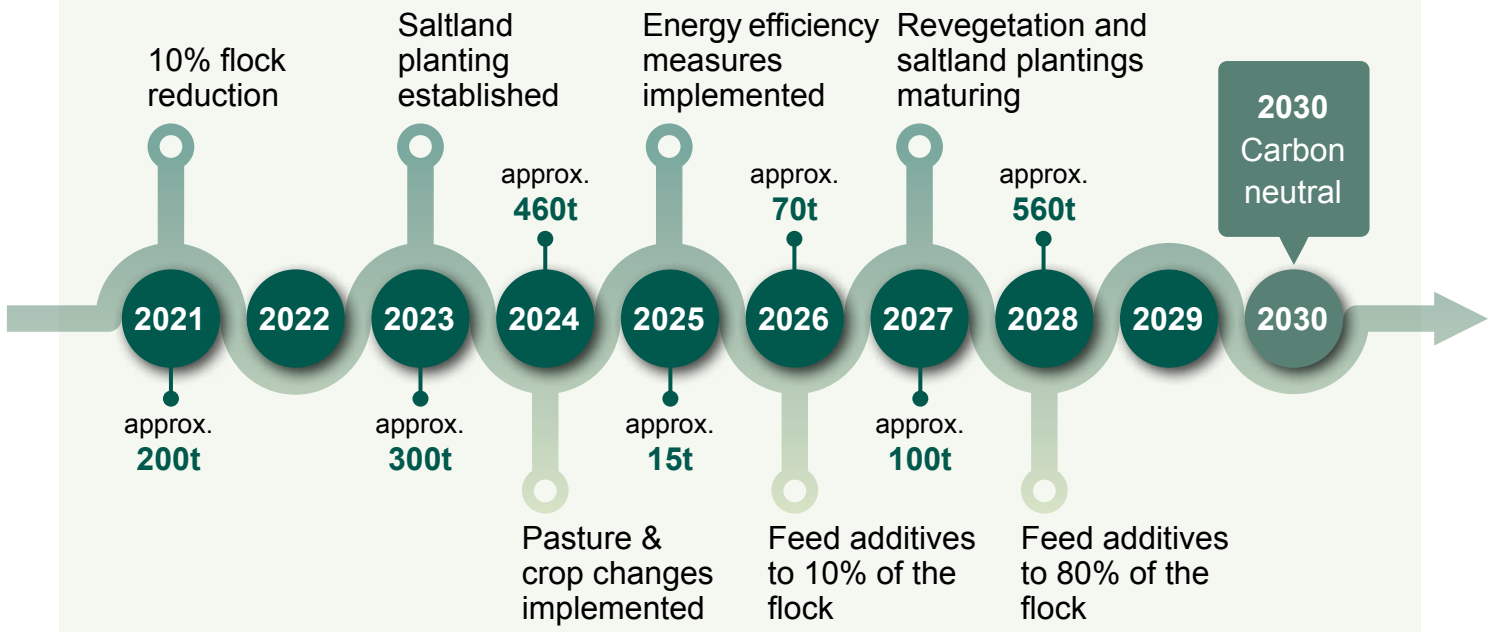 10% flock
reduction
Saltland
planting
established
Energy efficiency
measures
implemented
Revegetation and
saltland plantings
maturing
2030
Carbon
neutral
approx.
460t
approx.
70t
approx.
560t
2021
2022
2023
2024
2025
2026
2027
2028
2029
2030
approx.
200t
approx.
300t
approx.
15t
approx.
100t
Pasture &
crop changes
implemented
Feed additives
to 10% of the
flock
Feed additives
to 80% of the
flock